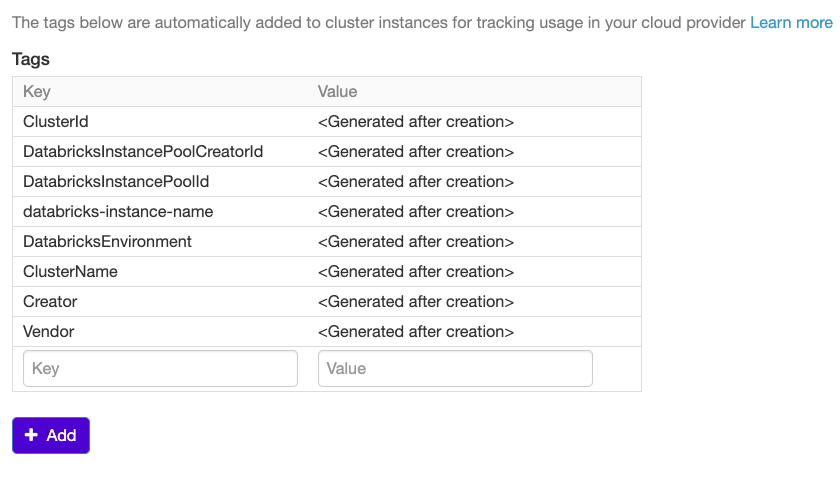 The tags below are automatically added to cluster instances for tracking usage in your cloud provider Learn more
Tags
Key Value
ClusterId <Generated after creation>
DatabricksInstancePoolCreatorId <Generated after creation>
DatabricksInstancePoolId <Generated after creation>
databricks-instance-name <Generated after creation>
DatabricksEnvironment <Generated after creation>
ClusterName <Generated after creation>
Creator <Generated after creation>
Vendor <Generated after creation>
Key Value
+ Add